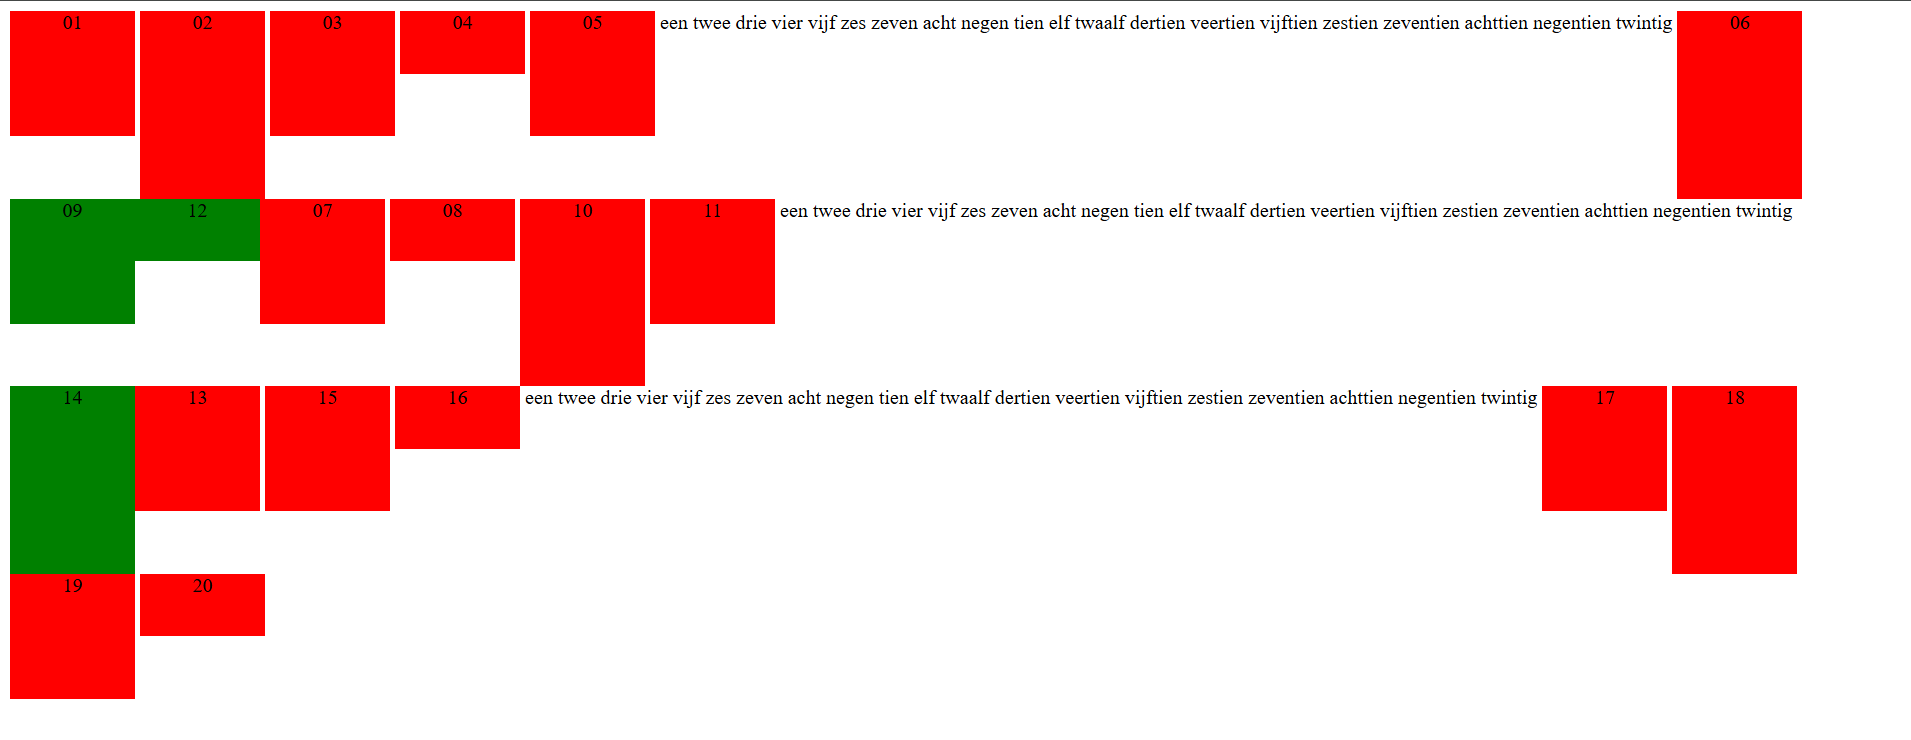 01 02 03 04 05 een twee drie vier vijf zes zeven acht negen tien elf twaalf dertien veertien vijftien zestien zeventien achttien negentien twintig 06
09 12 07 08 10 11 een twee drie vier vijf zes zeven acht negen tien elf twaalf dertien veertien vijftien zestien zeventien achttien negentien twintig
14 13 15 16 een twee drie vier vijf zes zeven acht negen tien elf twaalf dertien veertien vijftien zestien zeventien achttien negentien twintig 17 18
19 20